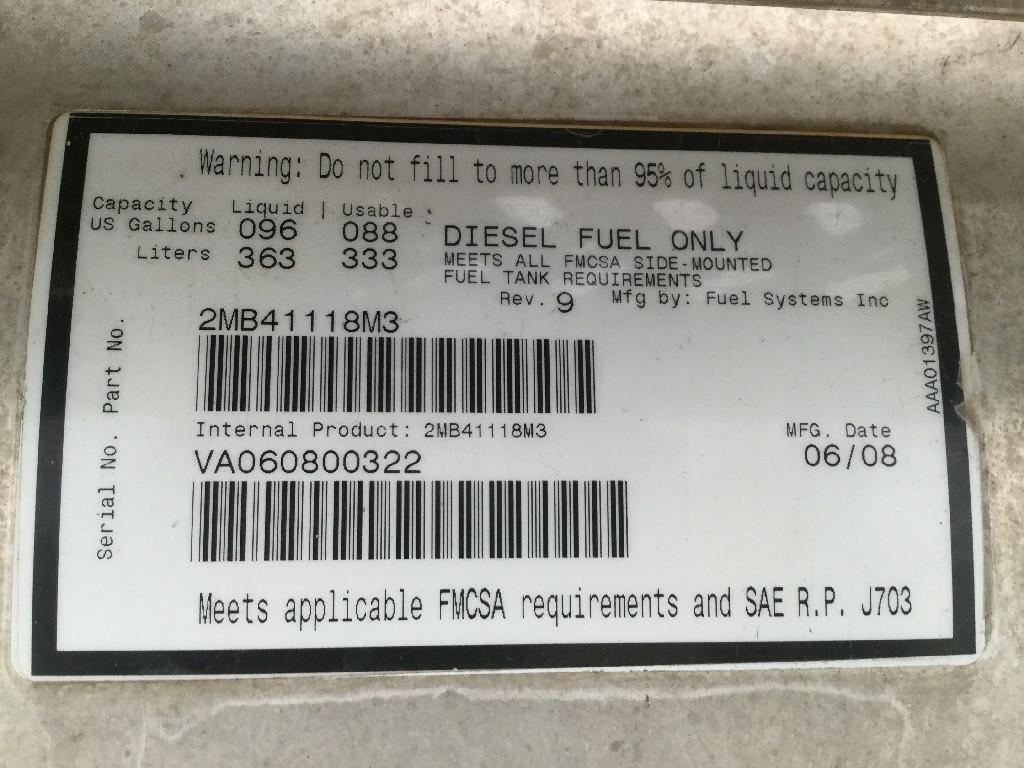 Warning: Do not fill to more than 95% of liquid capacity
Capacity Liquid | Usable
US Gallons 096 088
Liters 363 333
DIESEL FUEL ONLY
MEETS ALL FMCSA SIDE-MOUNTED
FUEL TANK REQUIREMENTS
Rev. 9 Mfg by: Fuel Systems Inc
AAA01397AW
Part No.
2MB41118M3
Internal Product: 2MB41118M3
MFG. Date
06/08
Serial No.
VA060800322
Meets applicable FMCSA requirements and SAE R.P. J703